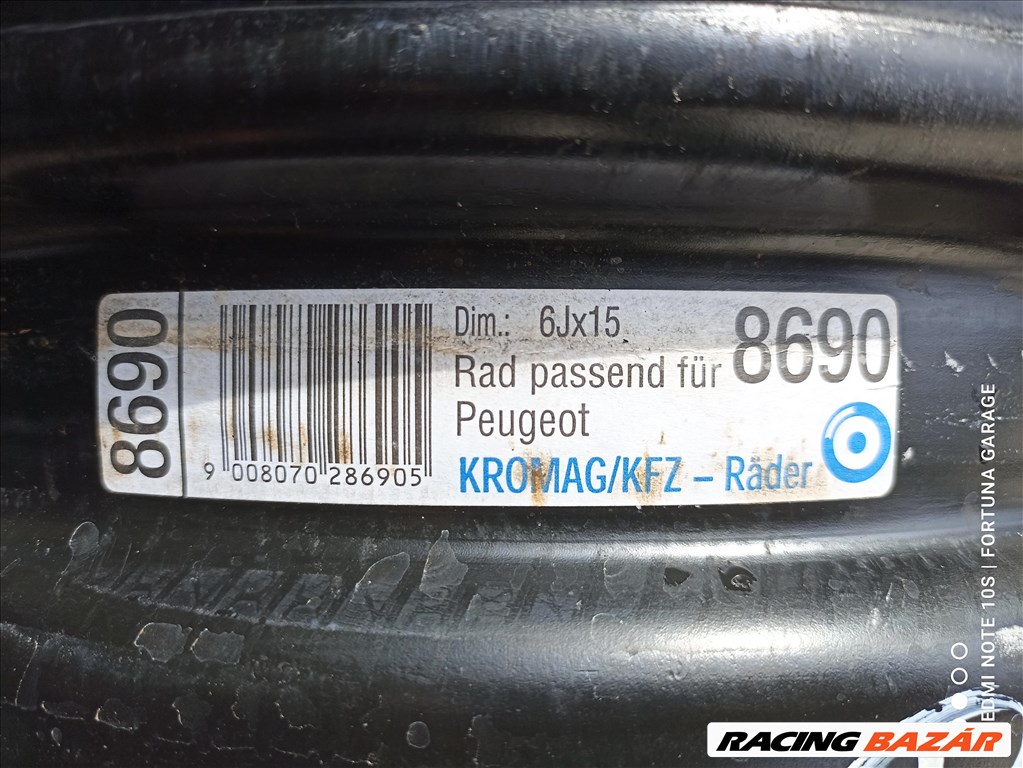 8690
9 008070 286905
Dim.: 6Jx15
Rad passend für
Peugeot
8690
KROMAG/KFZ – Räder
EDMI NOTE 10S | FORTUNA GARAGE
RACING BAZÁR